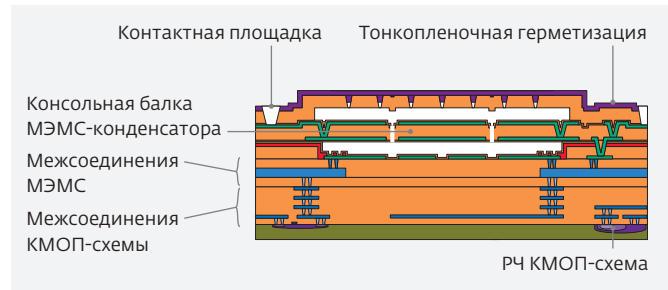 Контактная площадка
Тонкопленочная герметизация
Консольная балка
МЭМС-конденсатора
Межсоединения
МЭМС
Межсоединения
КМОП-схемы
РЧ КМОП-схема